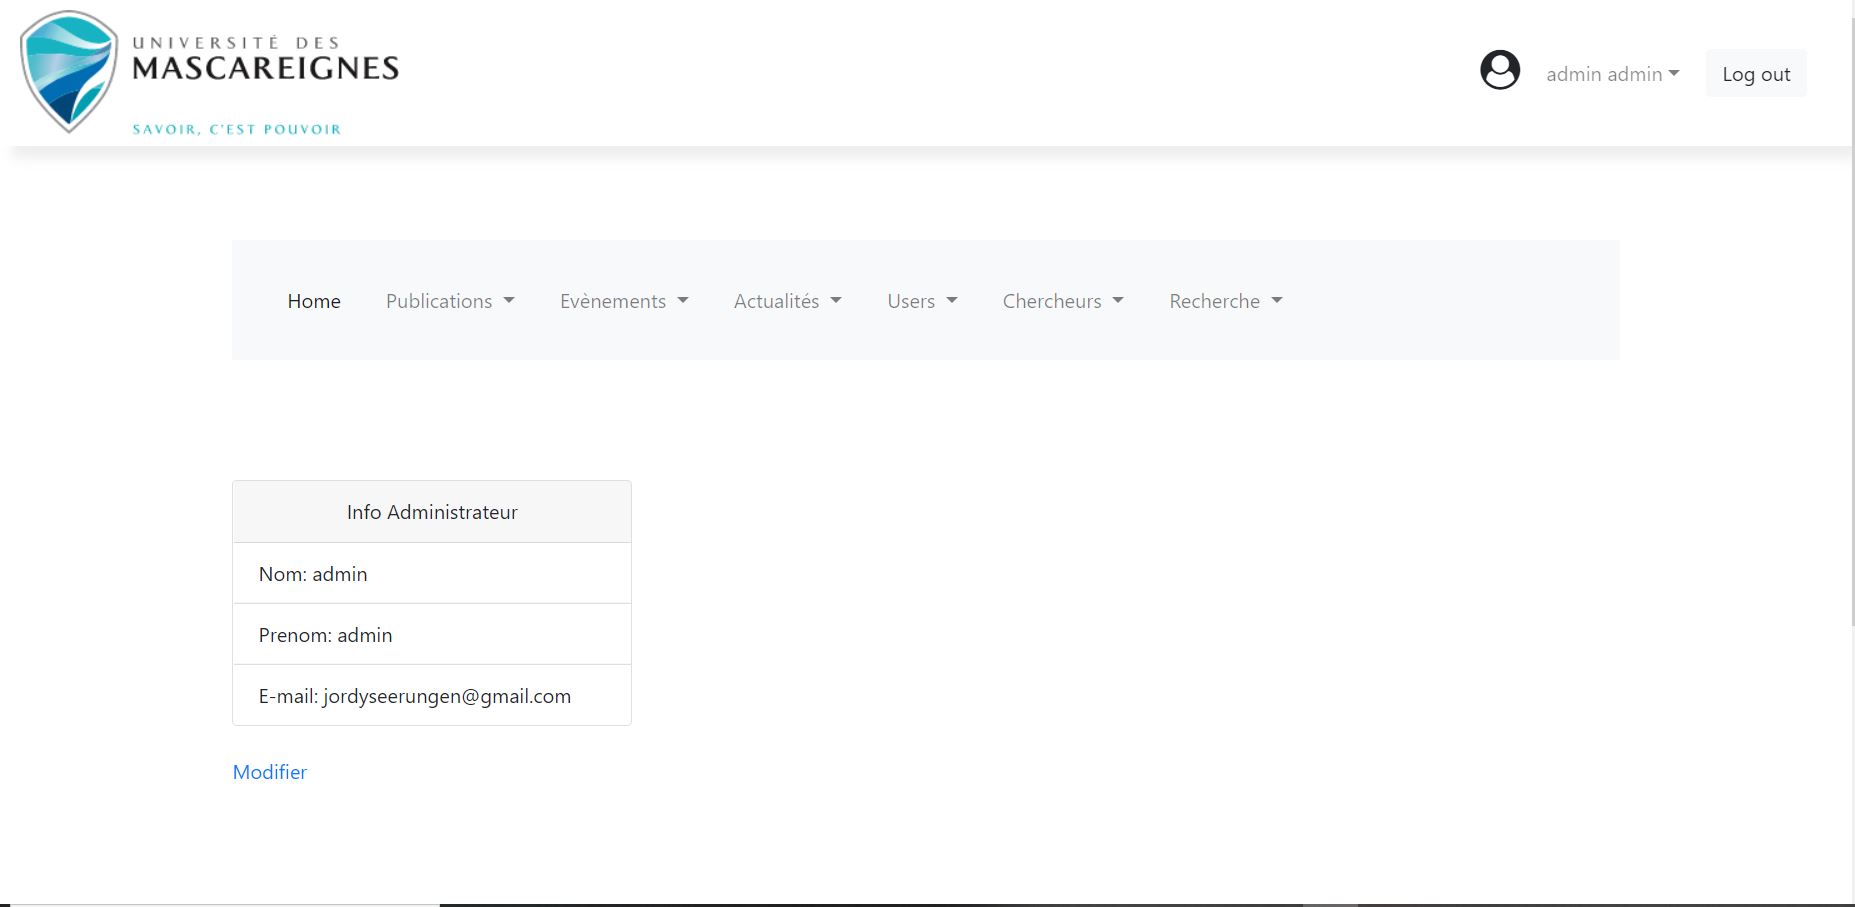 UNIVERSITÉ DES
MASCAREIGNES
SAVOIR, C'EST POUVOIR
admin admin
Log out
Home Publications Evènements Actualités Users Chercheurs Recherche
Info Administrateur
Nom: admin
Prenom: admin
E-mail: jordyseerungen@gmail.com
Modifier